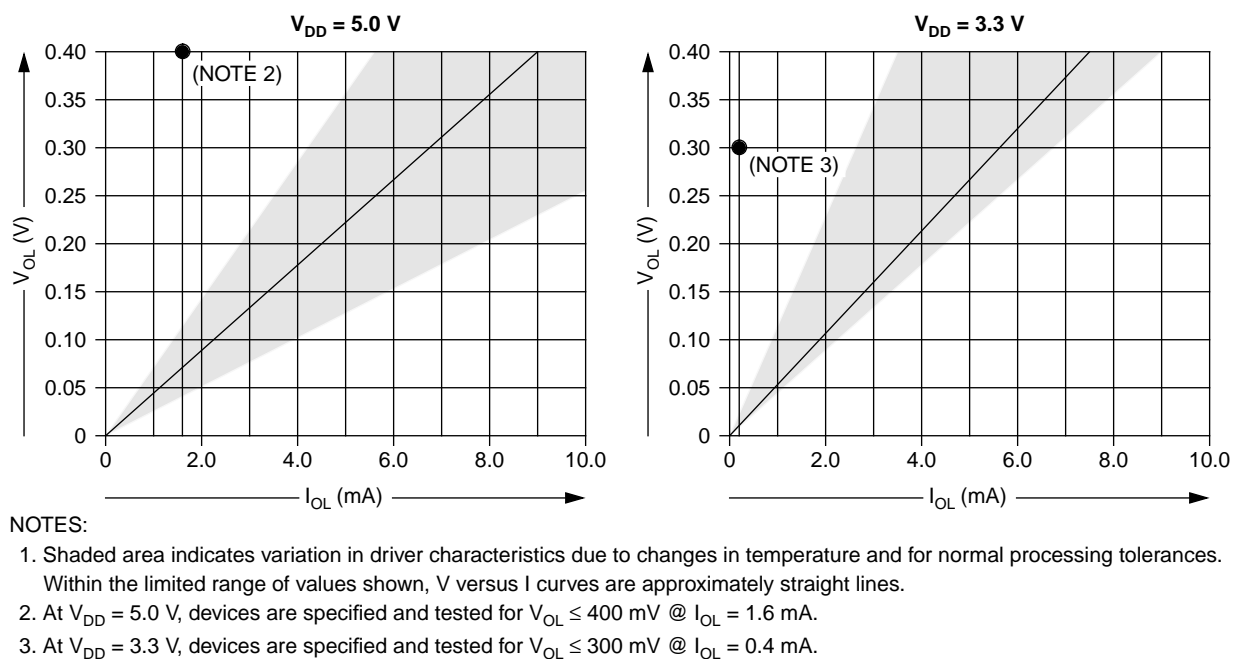 V_DD = 5.0 V
0.40
0.35
0.30
0.25
0.20
0.15
0.10
0.05
0
V_OL (V)
(NOTE 2)
0 2.0 4.0 6.0 8.0 10.0
I_OL (mA)
V_DD = 3.3 V
0.40
0.35
0.30
0.25
0.20
0.15
0.10
0.05
0
V_OL (V)
(NOTE 3)
0 2.0 4.0 6.0 8.0 10.0
I_OL (mA)
NOTES:
1. Shaded area indicates variation in driver characteristics due to changes in temperature and for normal processing tolerances.
Within the limited range of values shown, V versus I curves are approximately straight lines.
2. At V_DD = 5.0 V, devices are specified and tested for V_OL ≤ 400 mV @ I_OL = 1.6 mA.
3. At V_DD = 3.3 V, devices are specified and tested for V_OL ≤ 300 mV @ I_OL = 0.4 mA.